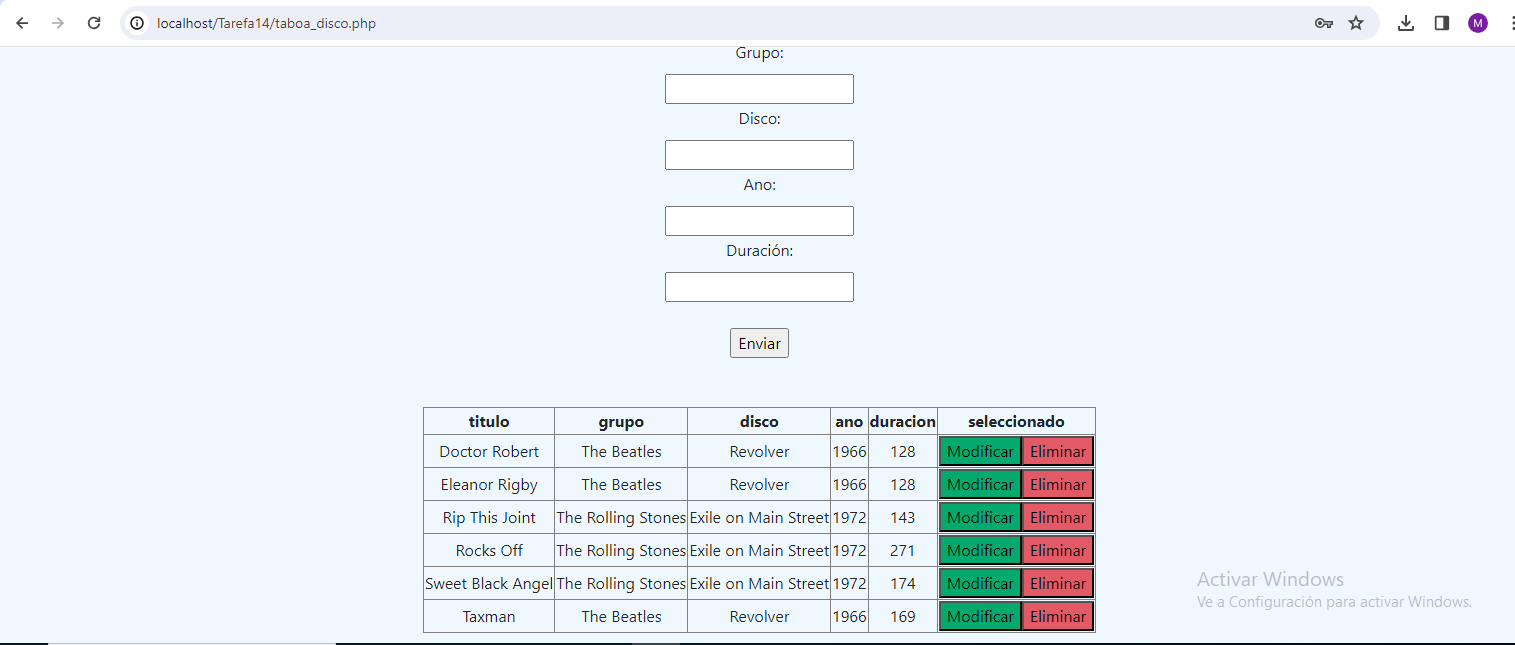 localhost/Tarefa14/taboa_disco.php
M
Grupo:
Disco:
Ano:
Duración:
Enviar
titulo grupo disco ano duracion seleccionado
Doctor Robert The Beatles Revolver 1966 128 Modificar Eliminar
Eleanor Rigby The Beatles Revolver 1966 128 Modificar Eliminar
Rip This Joint The Rolling Stones Exile on Main Street 1972 143 Modificar Eliminar
Rocks Off The Rolling Stones Exile on Main Street 1972 271 Modificar Eliminar
Sweet Black Angel The Rolling Stones Exile on Main Street 1972 174 Modificar Eliminar
Taxman The Beatles Revolver 1966 169 Modificar Eliminar
Activar Windows
Ve a Configuración para activar Windows.